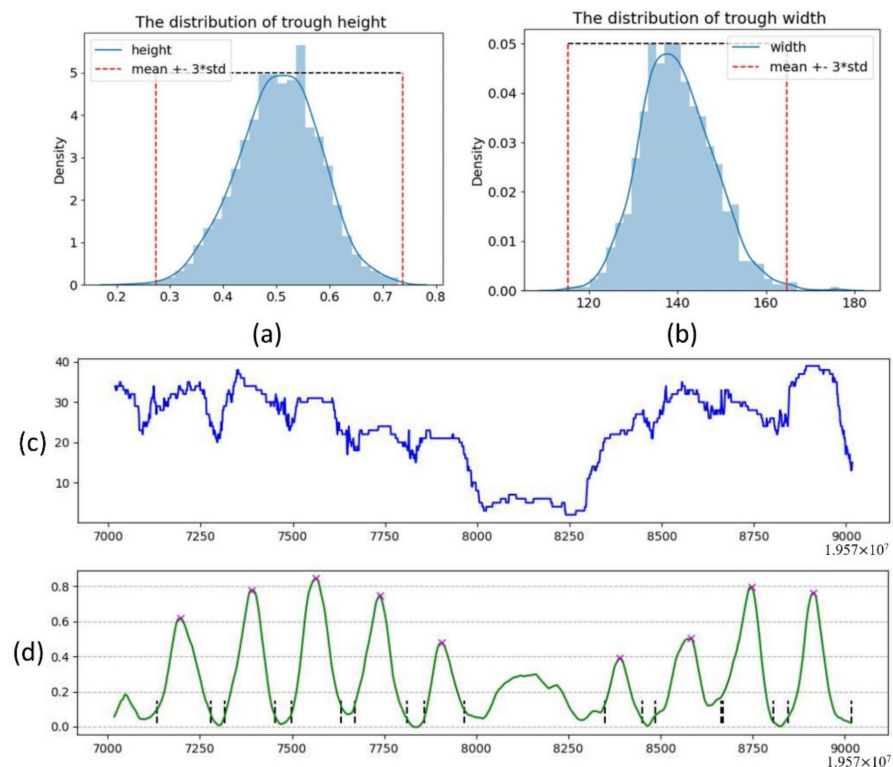 The distribution of trough height
height
mean +- 3*std
Density
5
4
3
2
1
0
0.2 0.3 0.4 0.5 0.6 0.7 0.8
(a)
The distribution of trough width
width
mean +- 3*std
Density
0.05
0.04
0.03
0.02
0.01
0.00
120 140 160 180
(b)
(c)
40
30
20
10
7000 7250 7500 7750 8000 8250 8500 8750 9000
1.957×10⁷
(d)
0.8
0.6
0.4
0.2
0.0
7000 7250 7500 7750 8000 8250 8500 8750 9000
1.957×10⁷